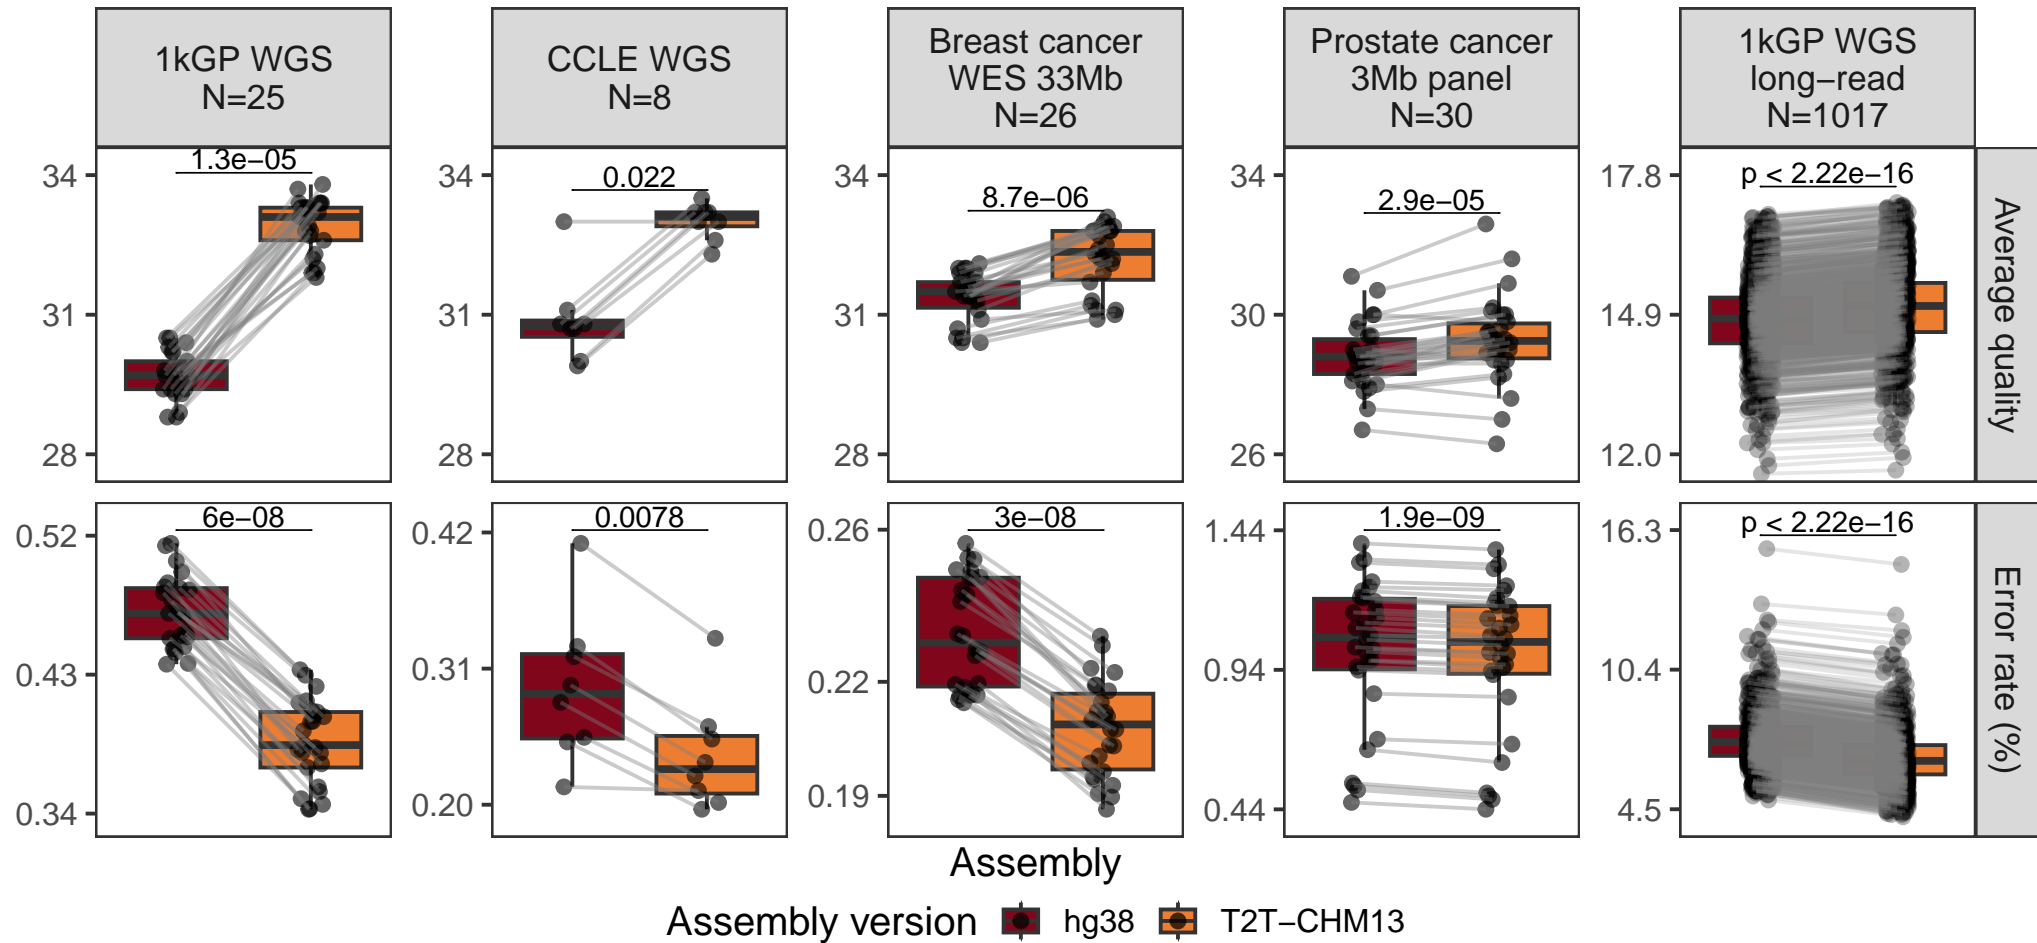 1kGP WGS
N=25
CCLE WGS
N=8
Breast cancer
WES 33Mb
N=26
Prostate cancer
3Mb panel
N=30
1kGP WGS
long−read
N=1017
34
31
28
1.3e−05
34
31
28
0.022
34
31
28
8.7e−06
34
30
26
2.9e−05
17.8
14.9
12.0
p < 2.22e−16
Average quality
0.52
0.43
0.34
6e−08
0.42
0.31
0.20
0.0078
0.26
0.22
0.19
3e−08
1.44
0.94
0.44
1.9e−09
16.3
10.4
4.5
p < 2.22e−16
Error rate (%)
Assembly
Assembly version hg38 T2T−CHM13